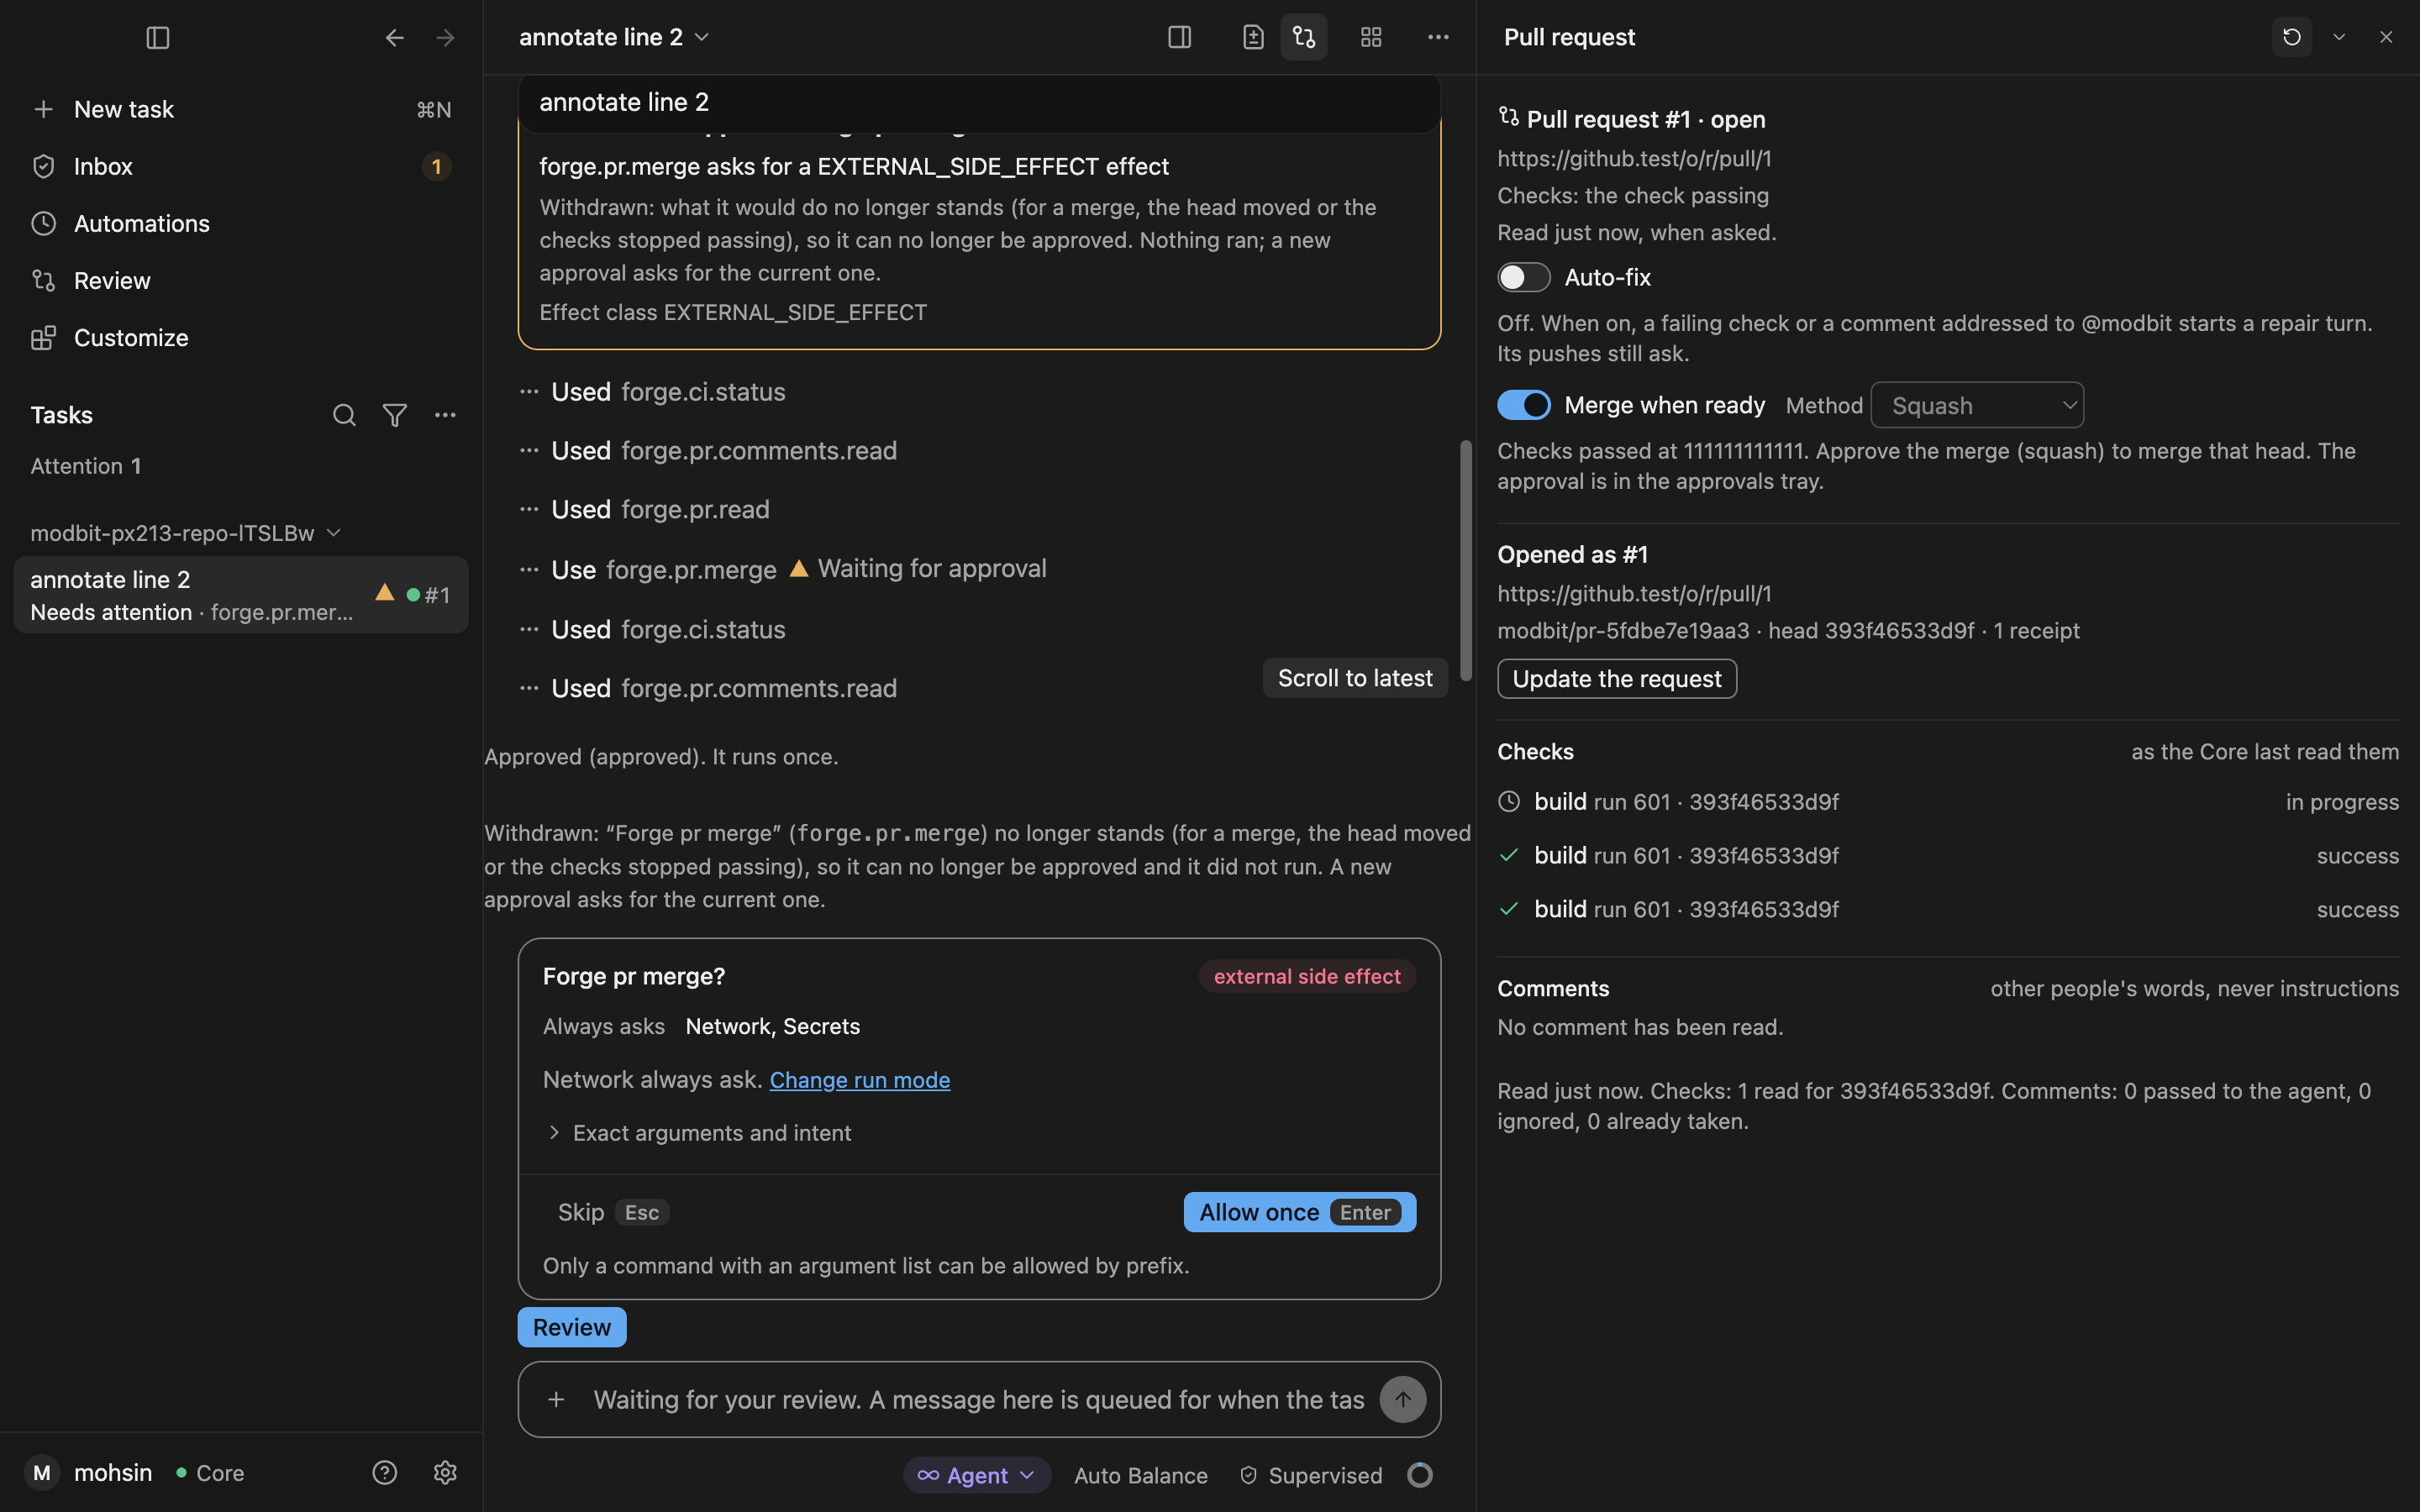 New task ⌘N
Inbox 1
Automations
Review
Customize
Tasks
Attention 1
modbit-px213-repo-lTSLBw
annotate line 2
Needs attention · forge.pr.mer... #1
M mohsin Core
annotate line 2
annotate line 2
forge.pr.merge asks for a EXTERNAL_SIDE_EFFECT effect
Withdrawn: what it would do no longer stands (for a merge, the head moved or the
checks stopped passing), so it can no longer be approved. Nothing ran; a new
approval asks for the current one.
Effect class EXTERNAL_SIDE_EFFECT
Used forge.ci.status
Used forge.pr.comments.read
Used forge.pr.read
Use forge.pr.merge Waiting for approval
Used forge.ci.status
Used forge.pr.comments.read
Scroll to latest
Approved (approved). It runs once.
Withdrawn: “Forge pr merge” (forge.pr.merge) no longer stands (for a merge, the head moved
or the checks stopped passing), so it can no longer be approved and it did not run. A new
approval asks for the current one.
Forge pr merge? external side effect
Always asks Network, Secrets
Network always ask. Change run mode
Exact arguments and intent
Skip Esc Allow once Enter
Only a command with an argument list can be allowed by prefix.
Review
Waiting for your review. A message here is queued for when the tas
Agent Auto Balance Supervised
Pull request
Pull request #1 · open
https://github.test/o/r/pull/1
Checks: the check passing
Read just now, when asked.
Auto-fix
Off. When on, a failing check or a comment addressed to @modbit starts a repair turn.
Its pushes still ask.
Merge when ready Method Squash
Checks passed at 111111111111. Approve the merge (squash) to merge that head. The
approval is in the approvals tray.
Opened as #1
https://github.test/o/r/pull/1
modbit/pr-5fdbe7e19aa3 · head 393f46533d9f · 1 receipt
Update the request
Checks as the Core last read them
build run 601 · 393f46533d9f in progress
build run 601 · 393f46533d9f success
build run 601 · 393f46533d9f success
Comments other people's words, never instructions
No comment has been read.
Read just now. Checks: 1 read for 393f46533d9f. Comments: 0 passed to the agent, 0
ignored, 0 already taken.